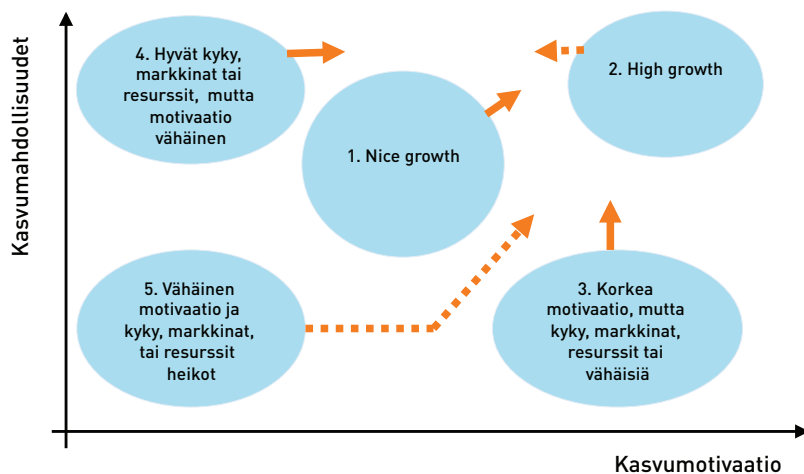 Kasvumahdollisuudet
4. Hyvät kyky,
markkinat tai
resurssit, mutta
motivaatio
vähäinen
2. High growth
1. Nice growth
5. Vähäinen
motivaatio ja
kyky, markkinat,
tai resurssit
heikot
3. Korkea
motivaatio, mutta
kyky, markkinat,
resurssit tai
vähäisiä
Kasvumotivaatio